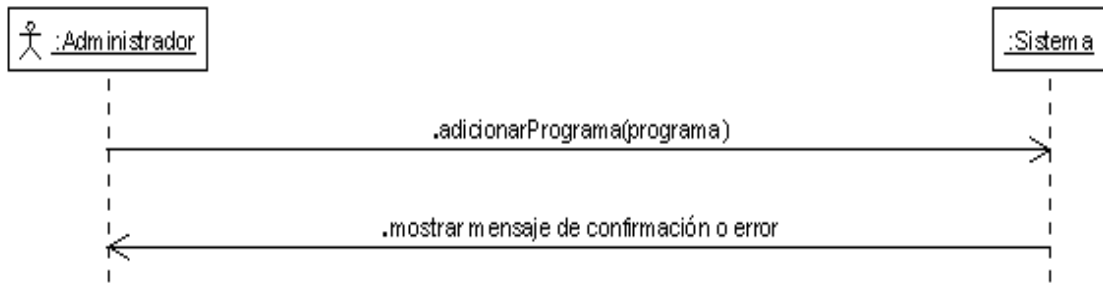 :Administrador
:Sistema
.adicionarPrograma(programa)
.mostrar mensaje de confirmación o error